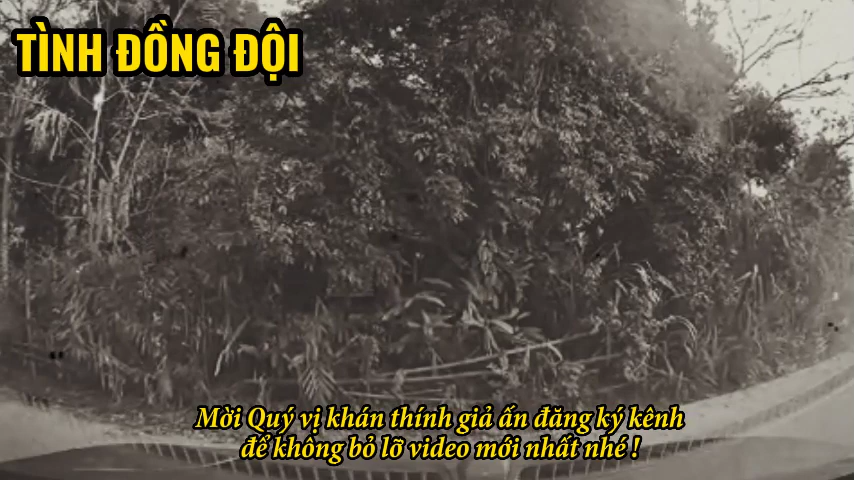 TÌNH ĐỒNG ĐỘI
Mời Quý vị khán thính giả ấn đăng ký kênh
để không bỏ lỡ video mới nhất nhé !